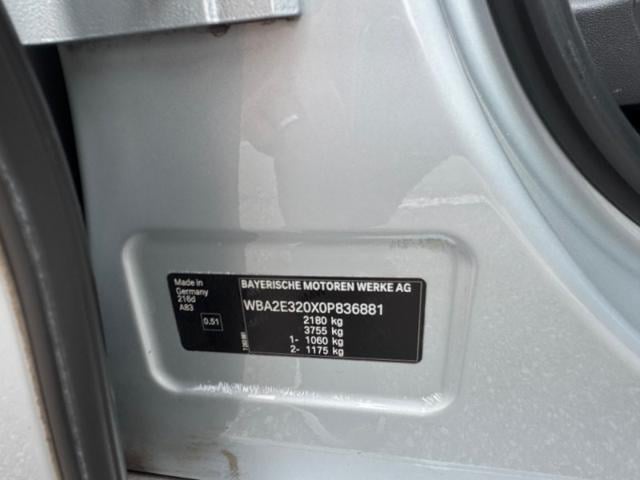 Made in
Germany
216d
A83
0.51
BAYERISCHE MOTOREN WERKE AG
WBA2E320X0P836881
2180 kg
3755 kg
1- 1060 kg
2- 1175 kg